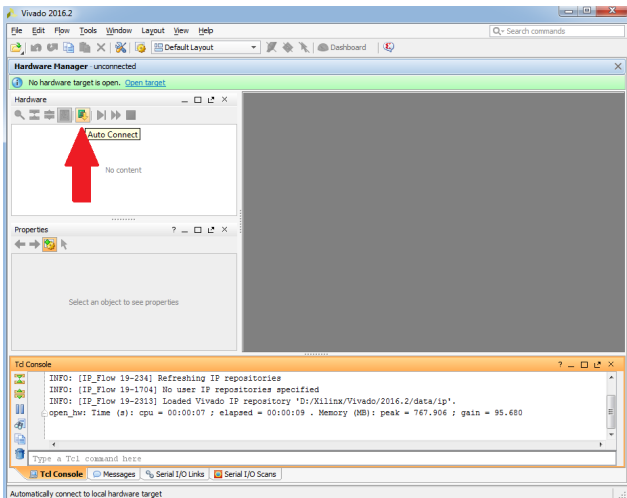 Vivado 2016.2
File Edit Flow Tools Window Layout View Help
Search commands
Default Layout
Dashboard
Hardware Manager unconnected
No hardware target is open. Open target
Hardware
Auto Connect
No content
Properties
Select an object to see properties
Tcl Console
INFO: [IP_Flow 19-234] Refreshing IP repositories
INFO: [IP_Flow 19-1704] No user IP repositories specified
INFO: [IP_Flow 19-2313] Loaded Vivado IP repository 'D:/Xilinx/Vivado/2016.2/data/ip'.
open_hw: Time (s): cpu = 00:00:07 ; elapsed = 00:00:09 . Memory (MB): peak = 767.906 ; gain = 95.680
Type a Tcl command here
Tcl Console Messages Serial I/O Links Serial I/O Scans
Automatically connect to local hardware target